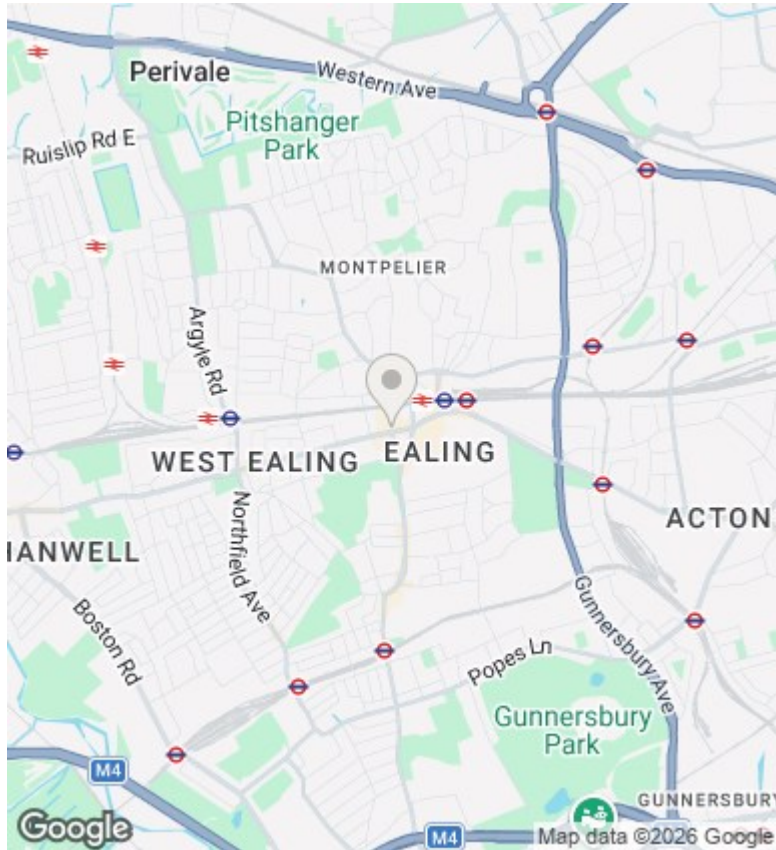 Perivale
Western Ave
Pitshanger
Park
Ruislip Rd E
MONTPELIER
Argyle Rd
WEST EALING
EALING
ACTON
HANWELL
Northfield Ave
Boston Rd
Popes Ln
Gunnersbury Ave
Gunnersbury
Park
M4
GUNNERSBURY
M4
Google
Map data ©2026 Google